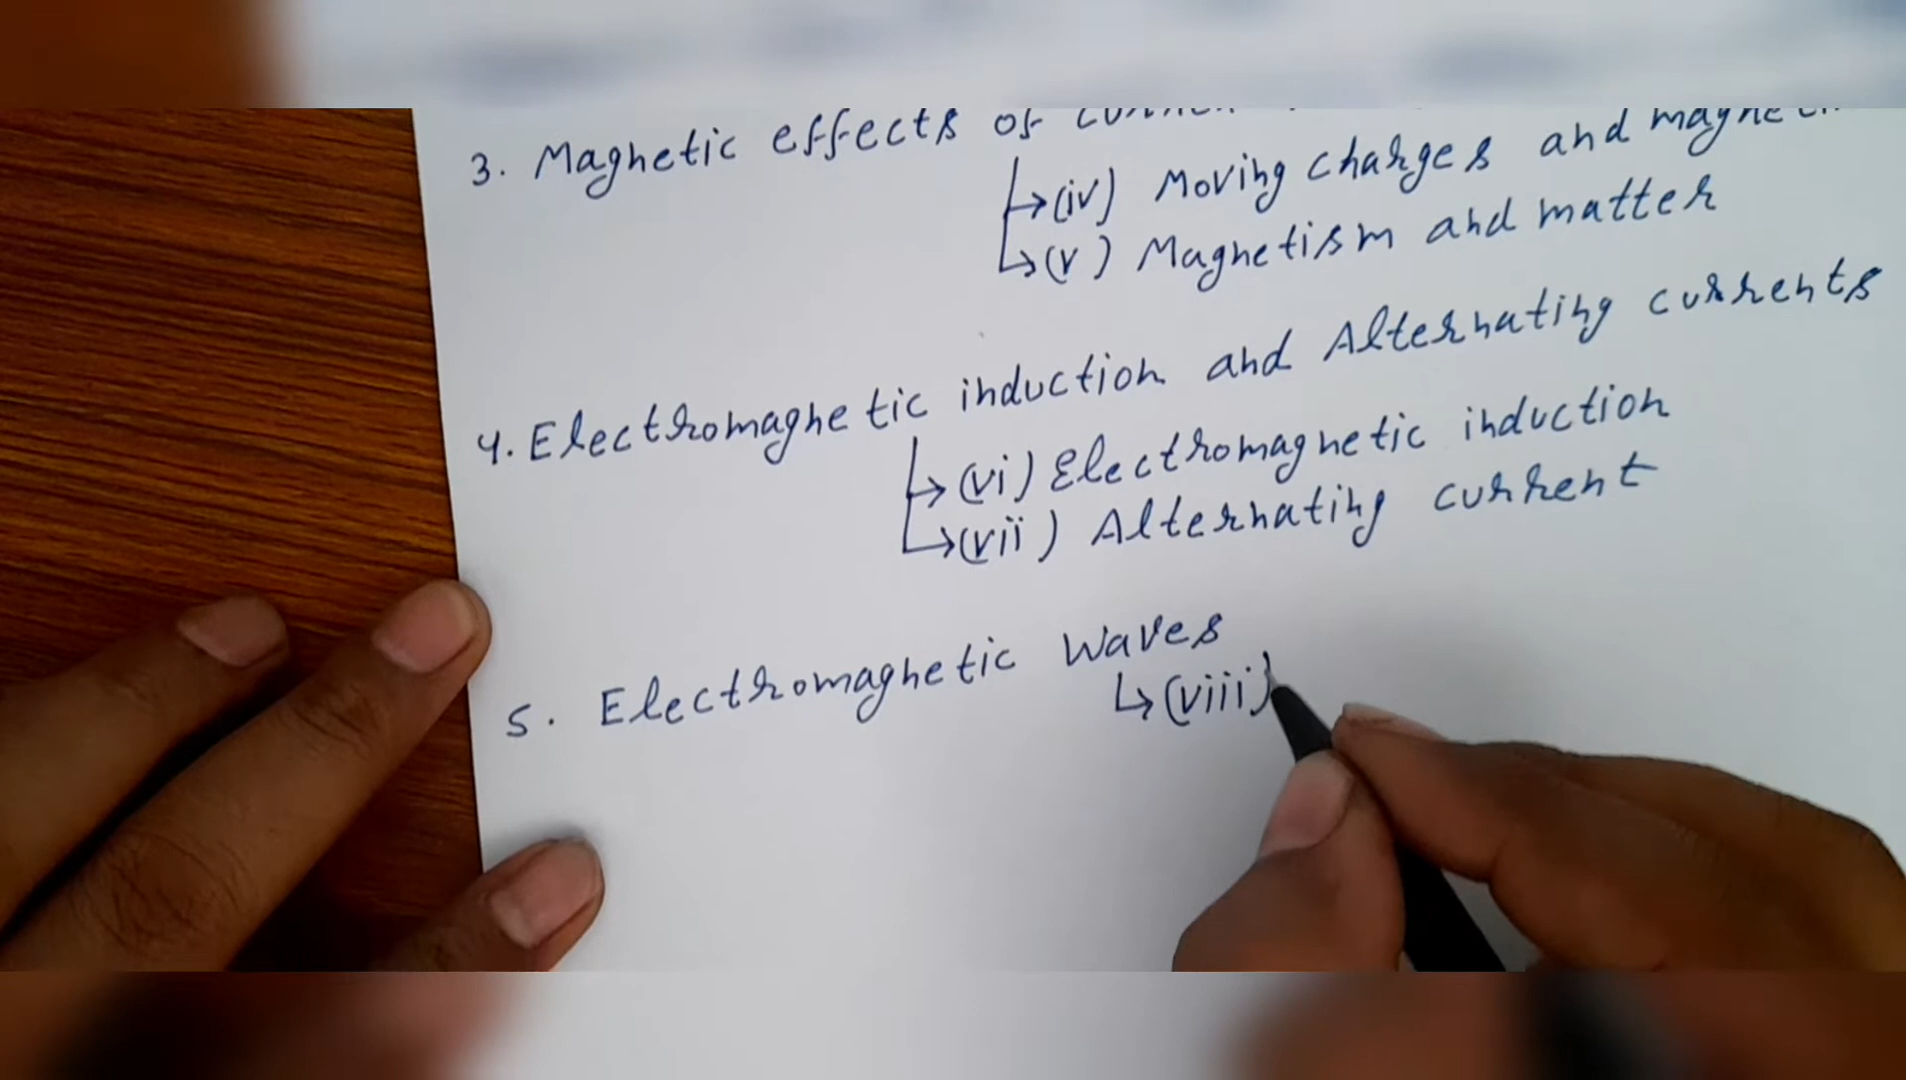 3. Magnetic effects of
→(iv) Moving charges and
→(v) Magnetism and matter
4. Electromagnetic induction and Alternating currents
→(vi) Electromagnetic induction
→(vii) Alternating current
5. Electromagnetic Waves
→(viii)